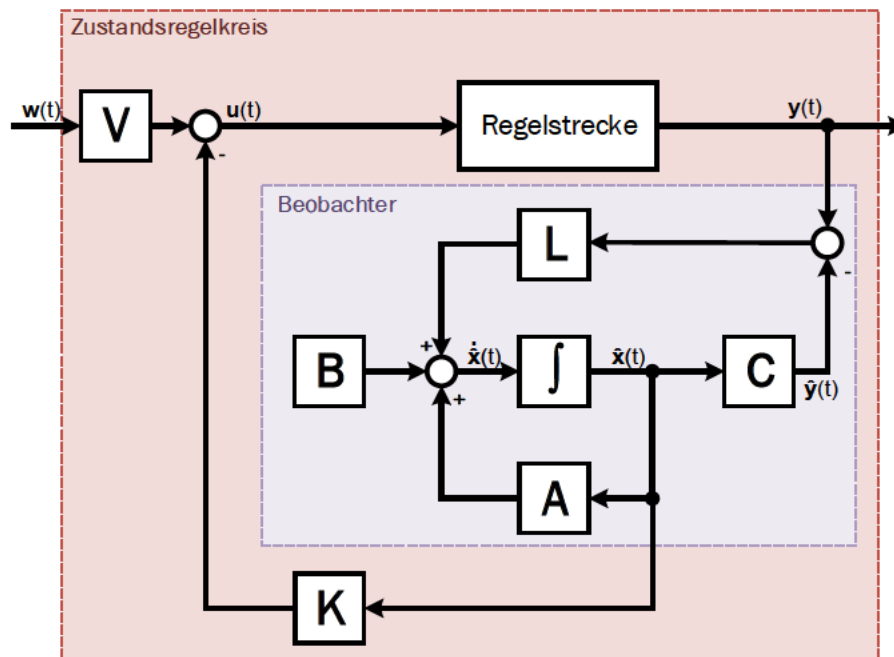 Zustandsregelkreis
w(t)
V
u(t)
-
Regelstrecke
y(t)
Beobachter
L
-
+
B
ẋ̂(t)
∫
x̂(t)
C
ŷ(t)
+
A
K